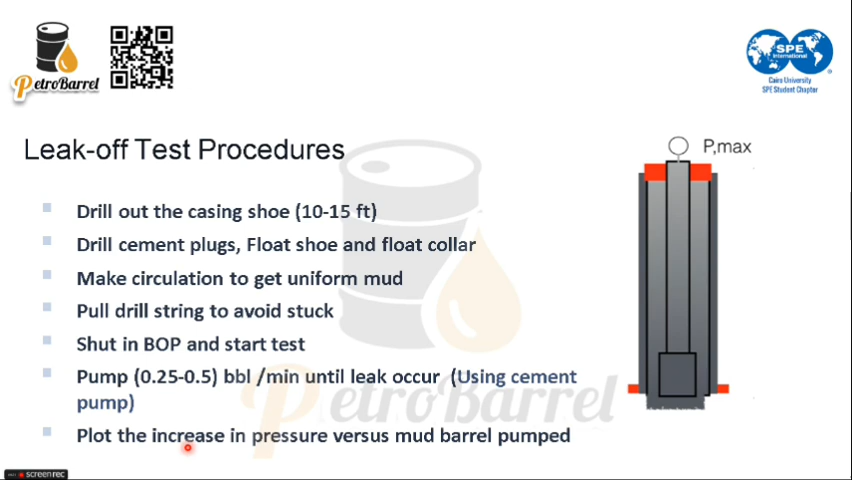 PetroBarrel
SPE
International
Cairo University
SPE Student Chapter
Leak-off Test Procedures
P,max
Drill out the casing shoe (10-15 ft)
Drill cement plugs, Float shoe and float collar
Make circulation to get uniform mud
Pull drill string to avoid stuck
Shut in BOP and start test
Pump (0.25-0.5) bbl /min until leak occur (Using cement
pump)
PetroBarrel
Plot the increase in pressure versus mud barrel pumped
screenrec